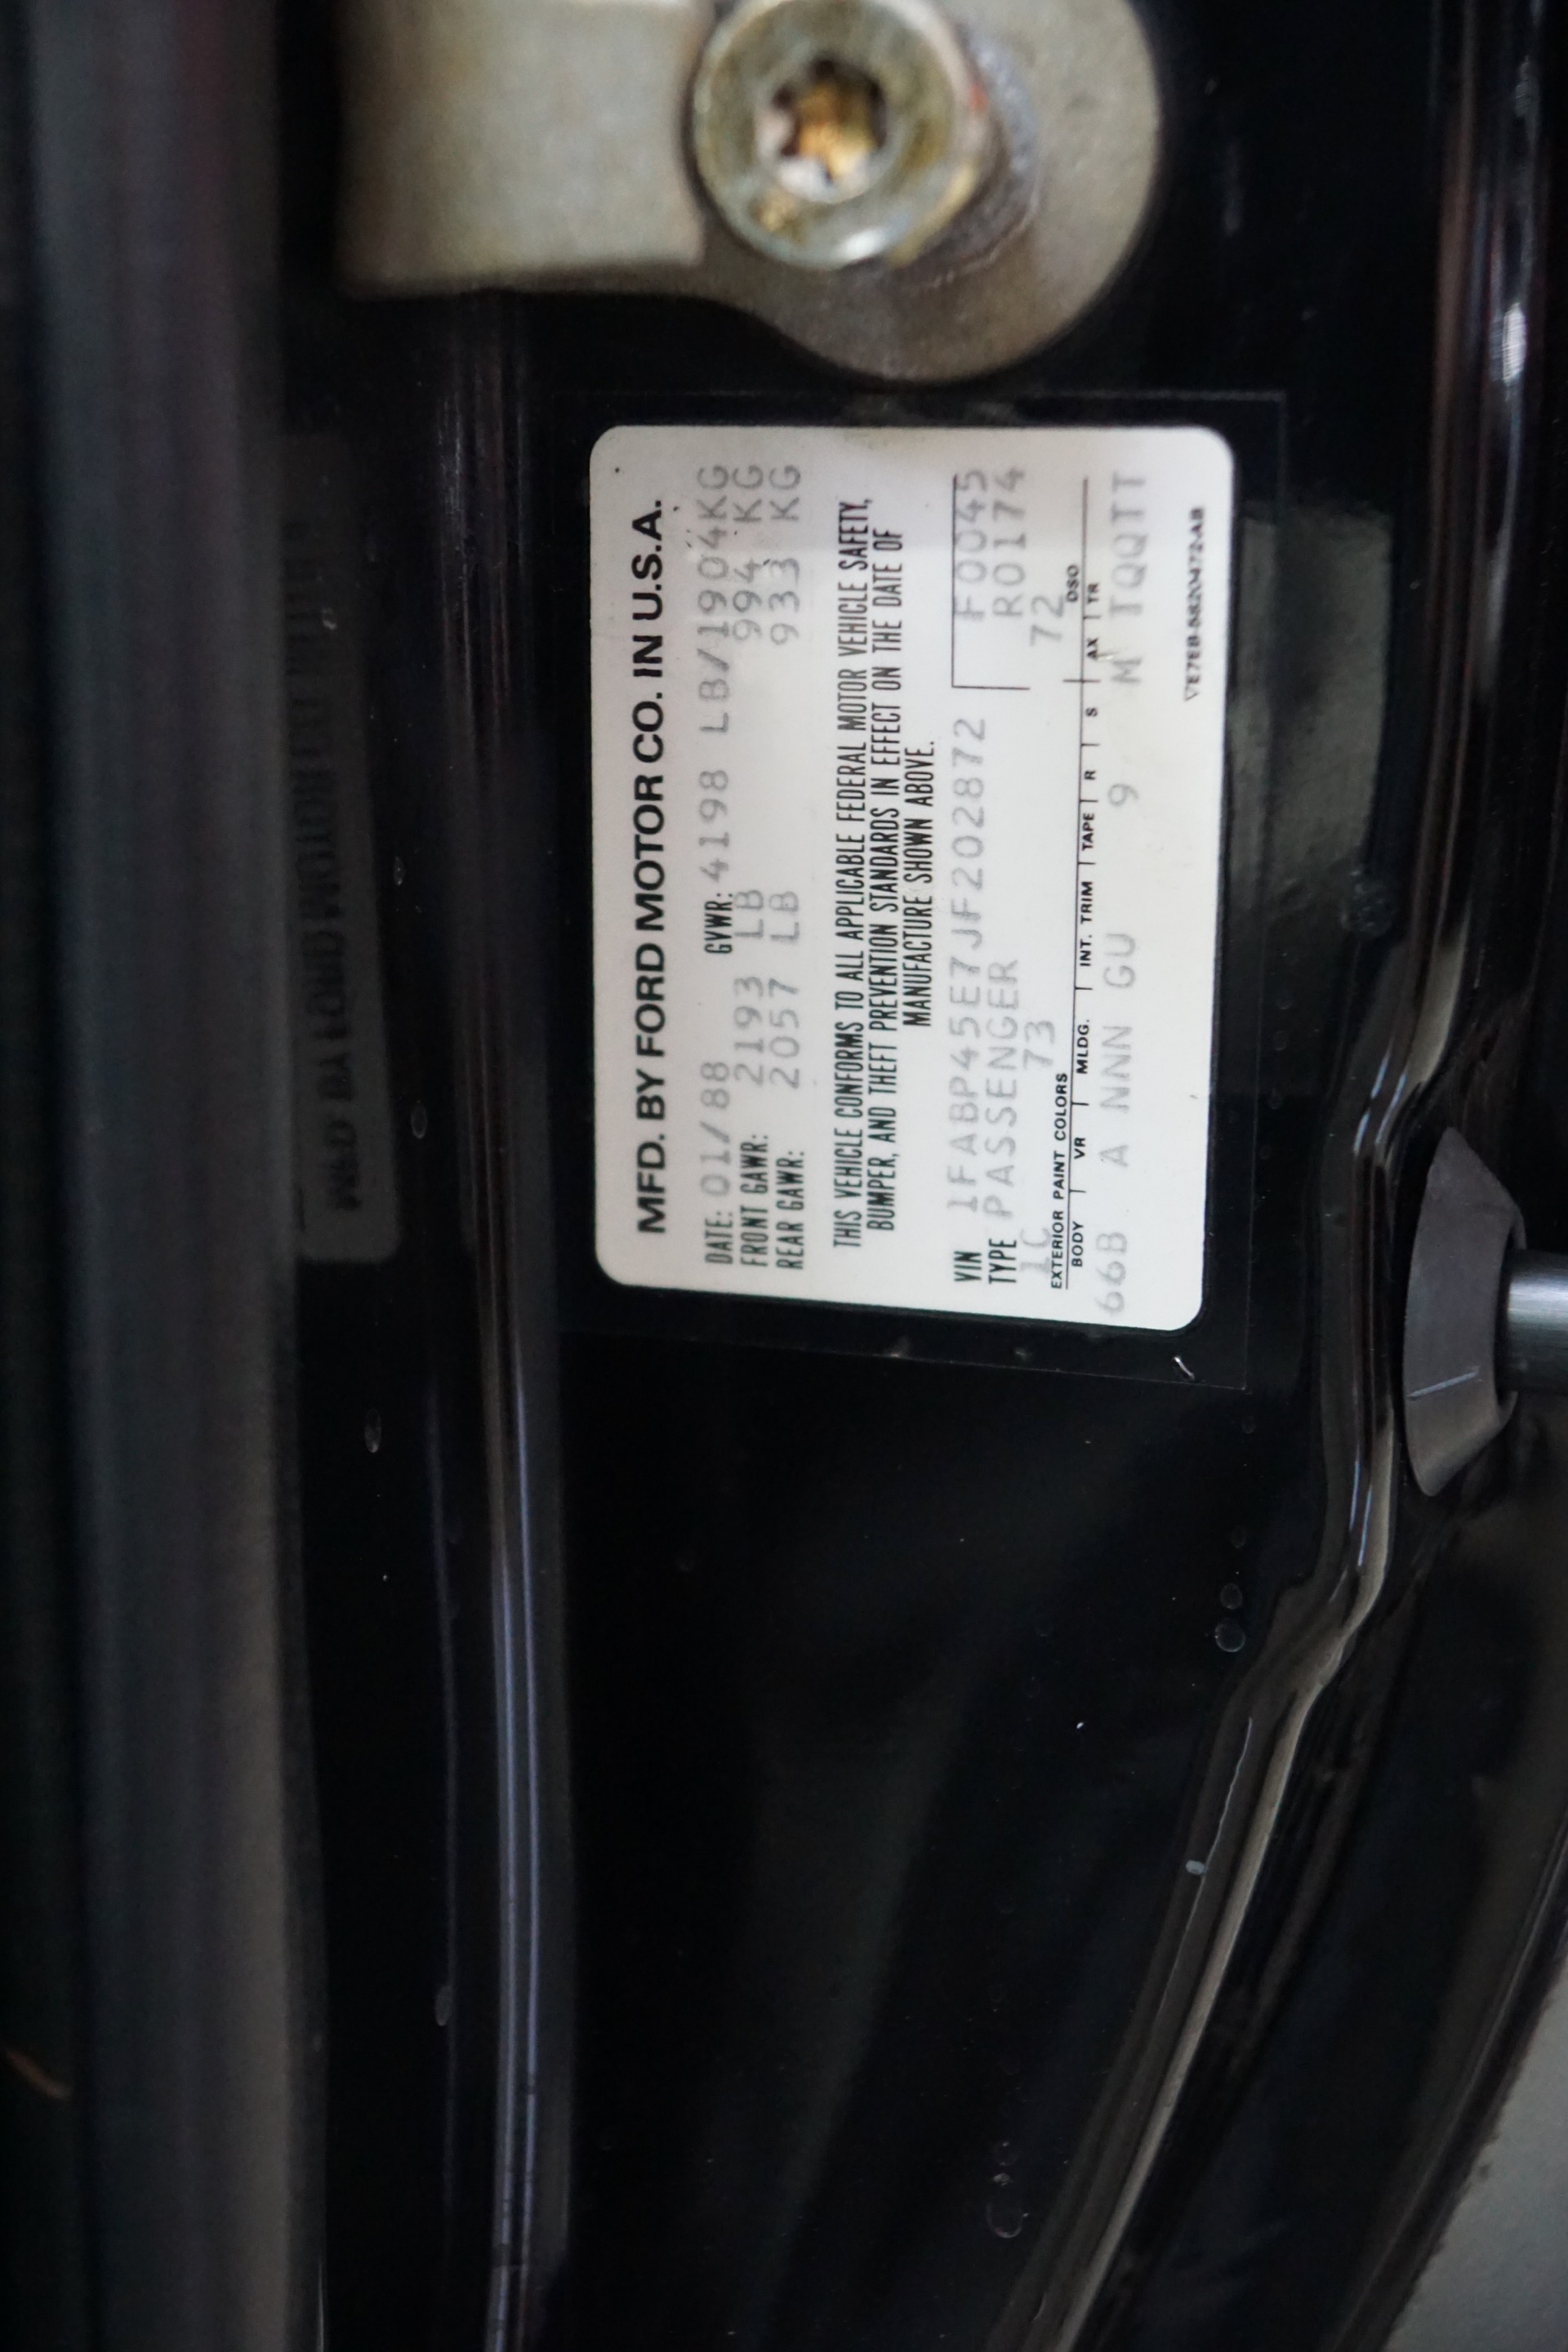 MFD. BY FORD MOTOR CO. IN U.S.A.
DATE: 01/88 GVWR: 4198 LB/1904KG
FRONT GAWR: 2193 LB 994 KG
REAR GAWR: 2057 LB 933 KG
THIS VEHICLE CONFORMS TO ALL APPLICABLE FEDERAL MOTOR VEHICLE SAFETY,
BUMPER, AND THEFT PREVENTION STANDARDS IN EFFECT ON THE DATE OF
MANUFACTURE SHOWN ABOVE.
VIN 1FABP45E7JF202872 F0045
TYPE PASSENGER R0174
1C 73 72
EXTERIOR PAINT COLORS DSO
BODY VR MLDG. INT. TRIM TAPE R S AX TR
66B A NNN GU 9 M TQQTT